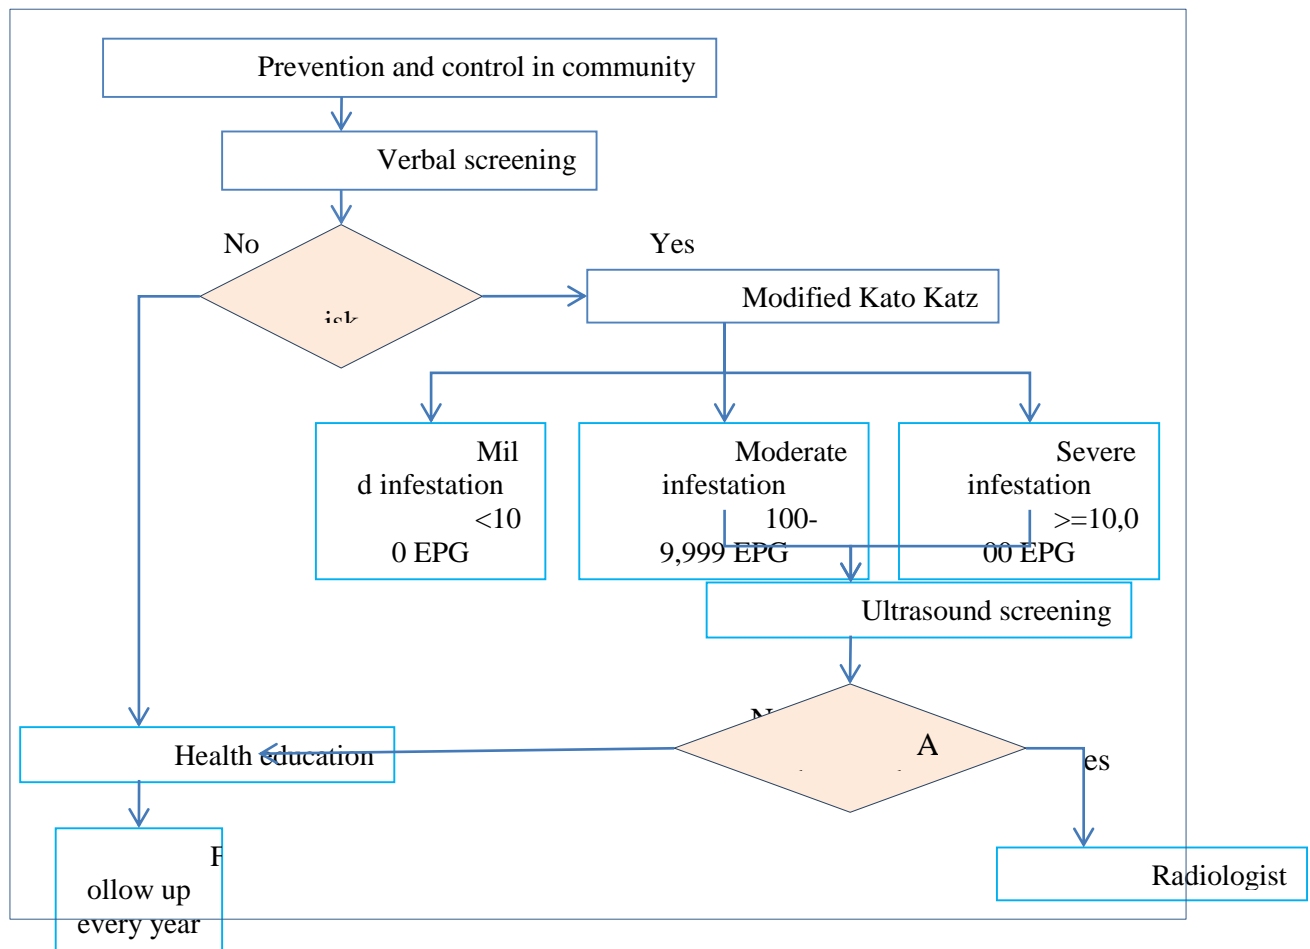 Prevention and control in community
Verbal screening
No
Yes
isk
Modified Kato Katz
Mil
d infestation
<10
0 EPG
Moderate
infestation
100-
9,999 EPG
Severe
infestation
>=10,0
00 EPG
Ultrasound screening
A
es
Health education
F
ollow up
every year
Radiologist